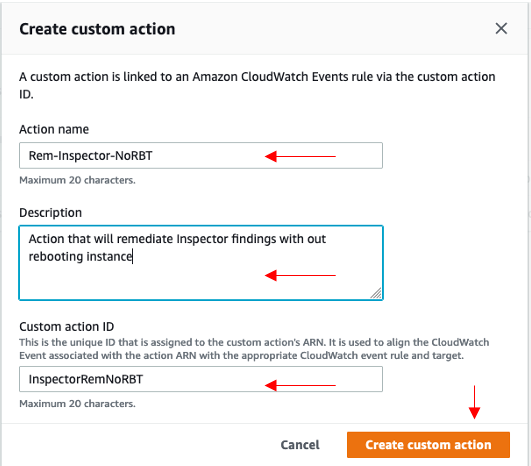 Create custom action
A custom action is linked to an Amazon CloudWatch Events rule via the custom action
ID.
Action name
Rem-Inspector-NoRBT
Maximum 20 characters.
Description
Action that will remediate Inspector findings with out
rebooting instance
Custom action ID
This is the unique ID that is assigned to the custom action's ARN. It is used to align the CloudWatch
Event associated with the action ARN with the appropriate CloudWatch event rule and target.
InspectorRemNoRBT
Maximum 20 characters.
Cancel
Create custom action